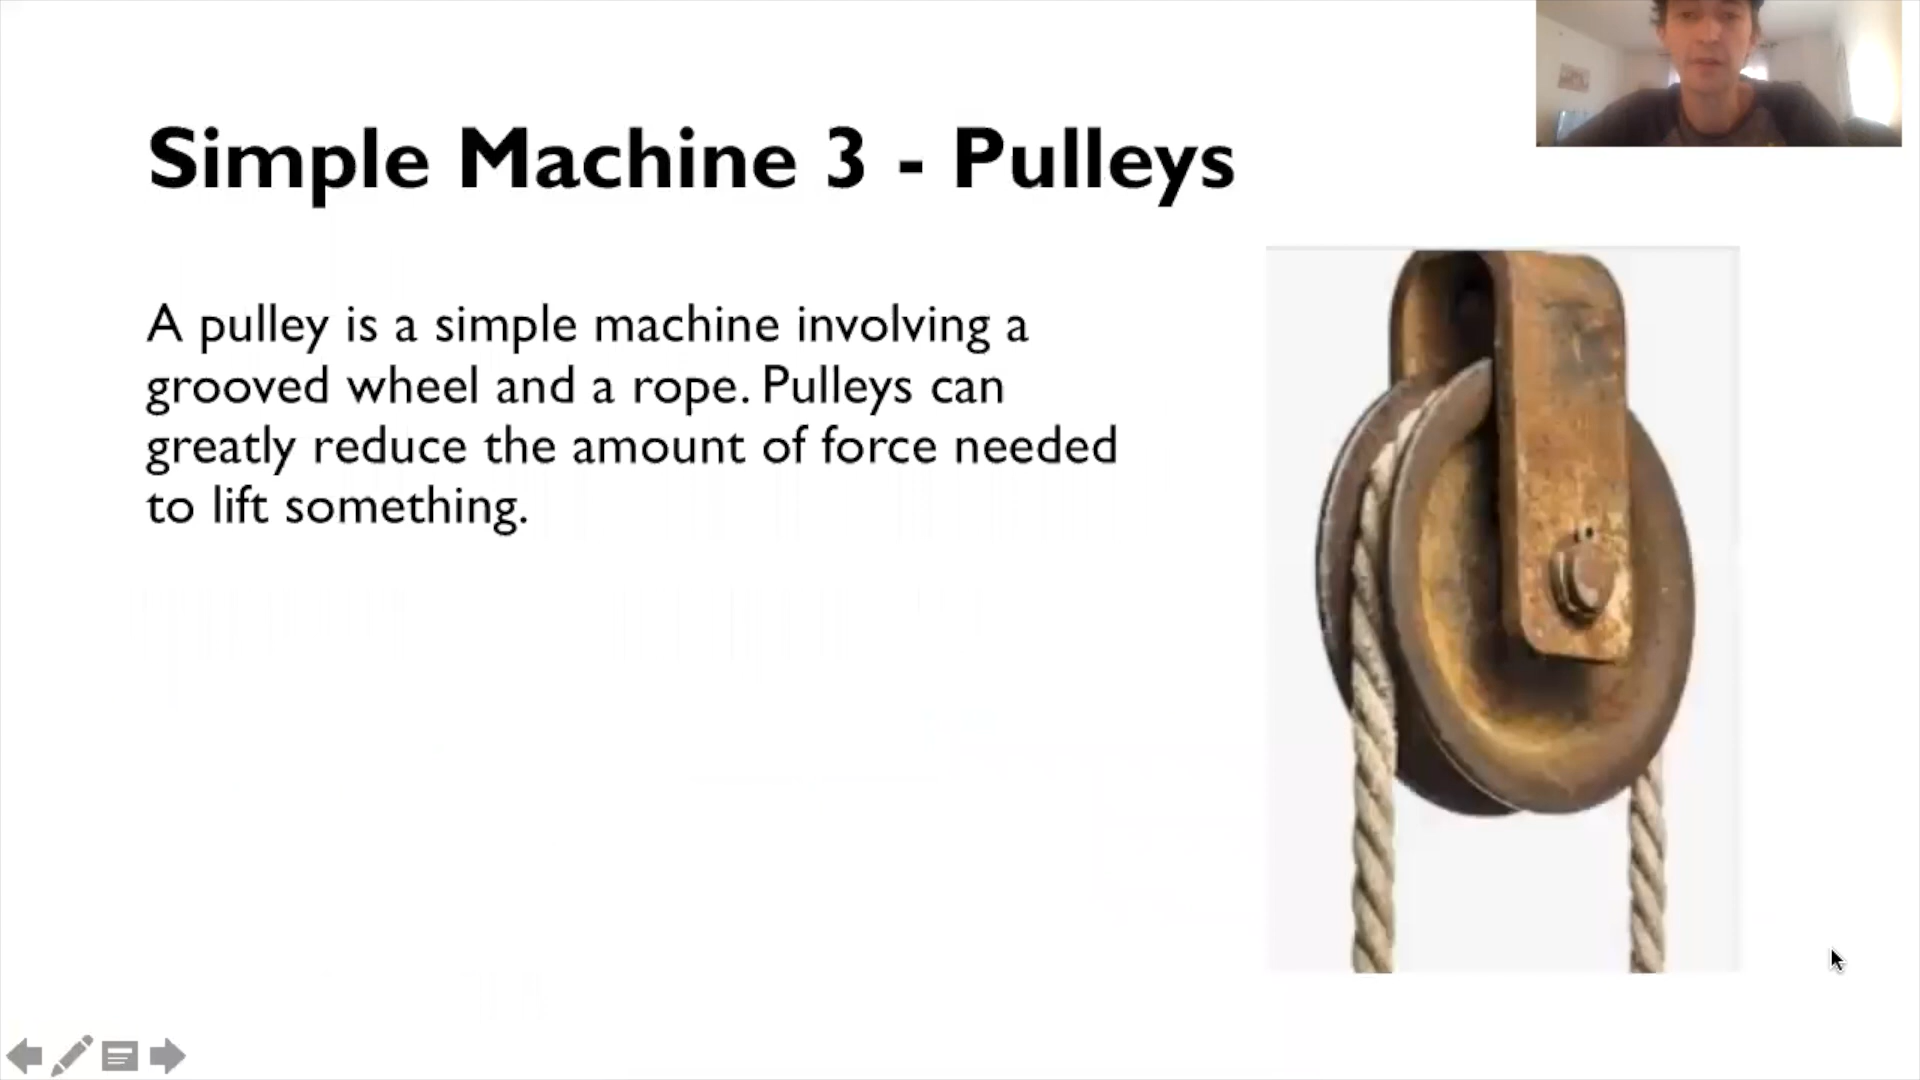 Simple Machine 3 - Pulleys
A pulley is a simple machine involving a
grooved wheel and a rope. Pulleys can
greatly reduce the amount of force needed
to lift something.